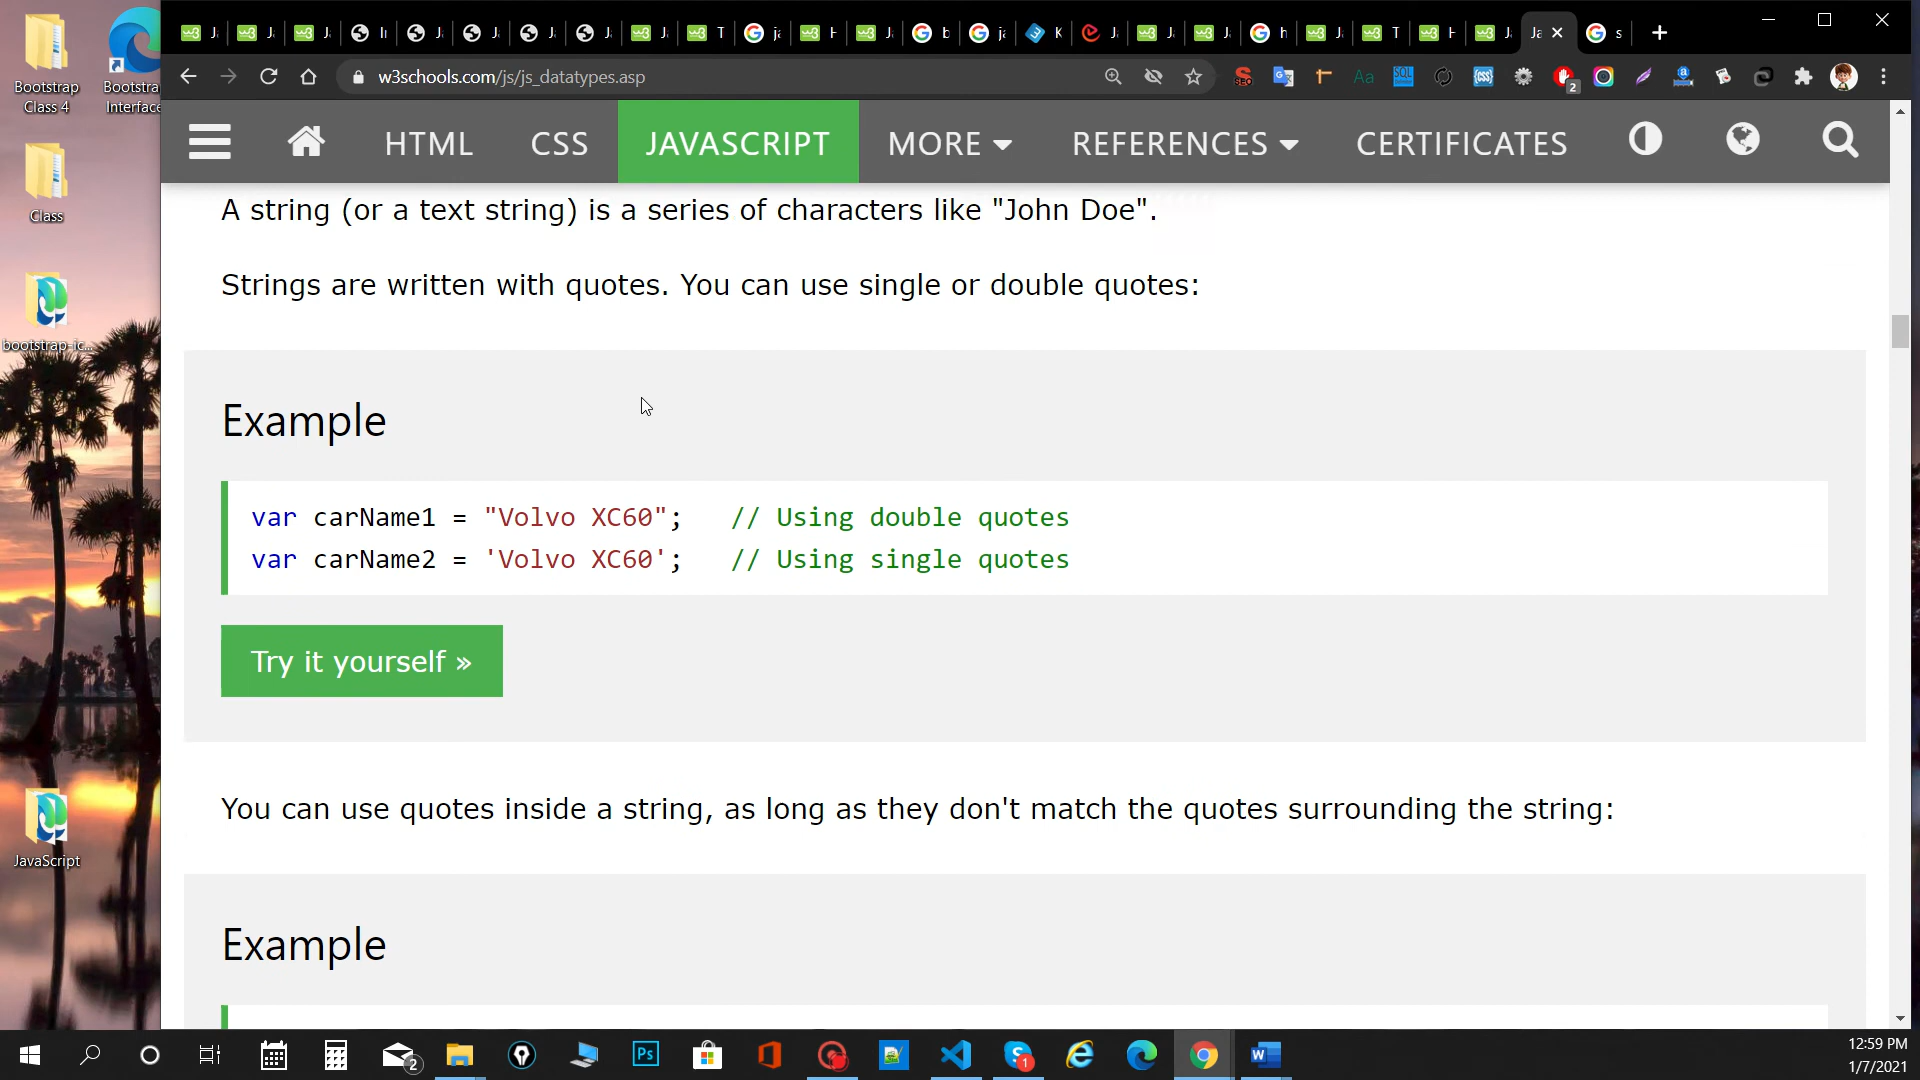 Bootstrap
Class 4
Bootstra
Interface
Class
bootstrap-ic...
JavaScript
w3schools.com/js/js_datatypes.asp
HTML
CSS
JAVASCRIPT
MORE
REFERENCES
CERTIFICATES
A string (or a text string) is a series of characters like "John Doe".
Strings are written with quotes. You can use single or double quotes:
Example
var carName1 = "Volvo XC60";   // Using double quotes
var carName2 = 'Volvo XC60';   // Using single quotes
Try it yourself »
You can use quotes inside a string, as long as they don't match the quotes surrounding the string:
Example
12:59 PM
1/7/2021